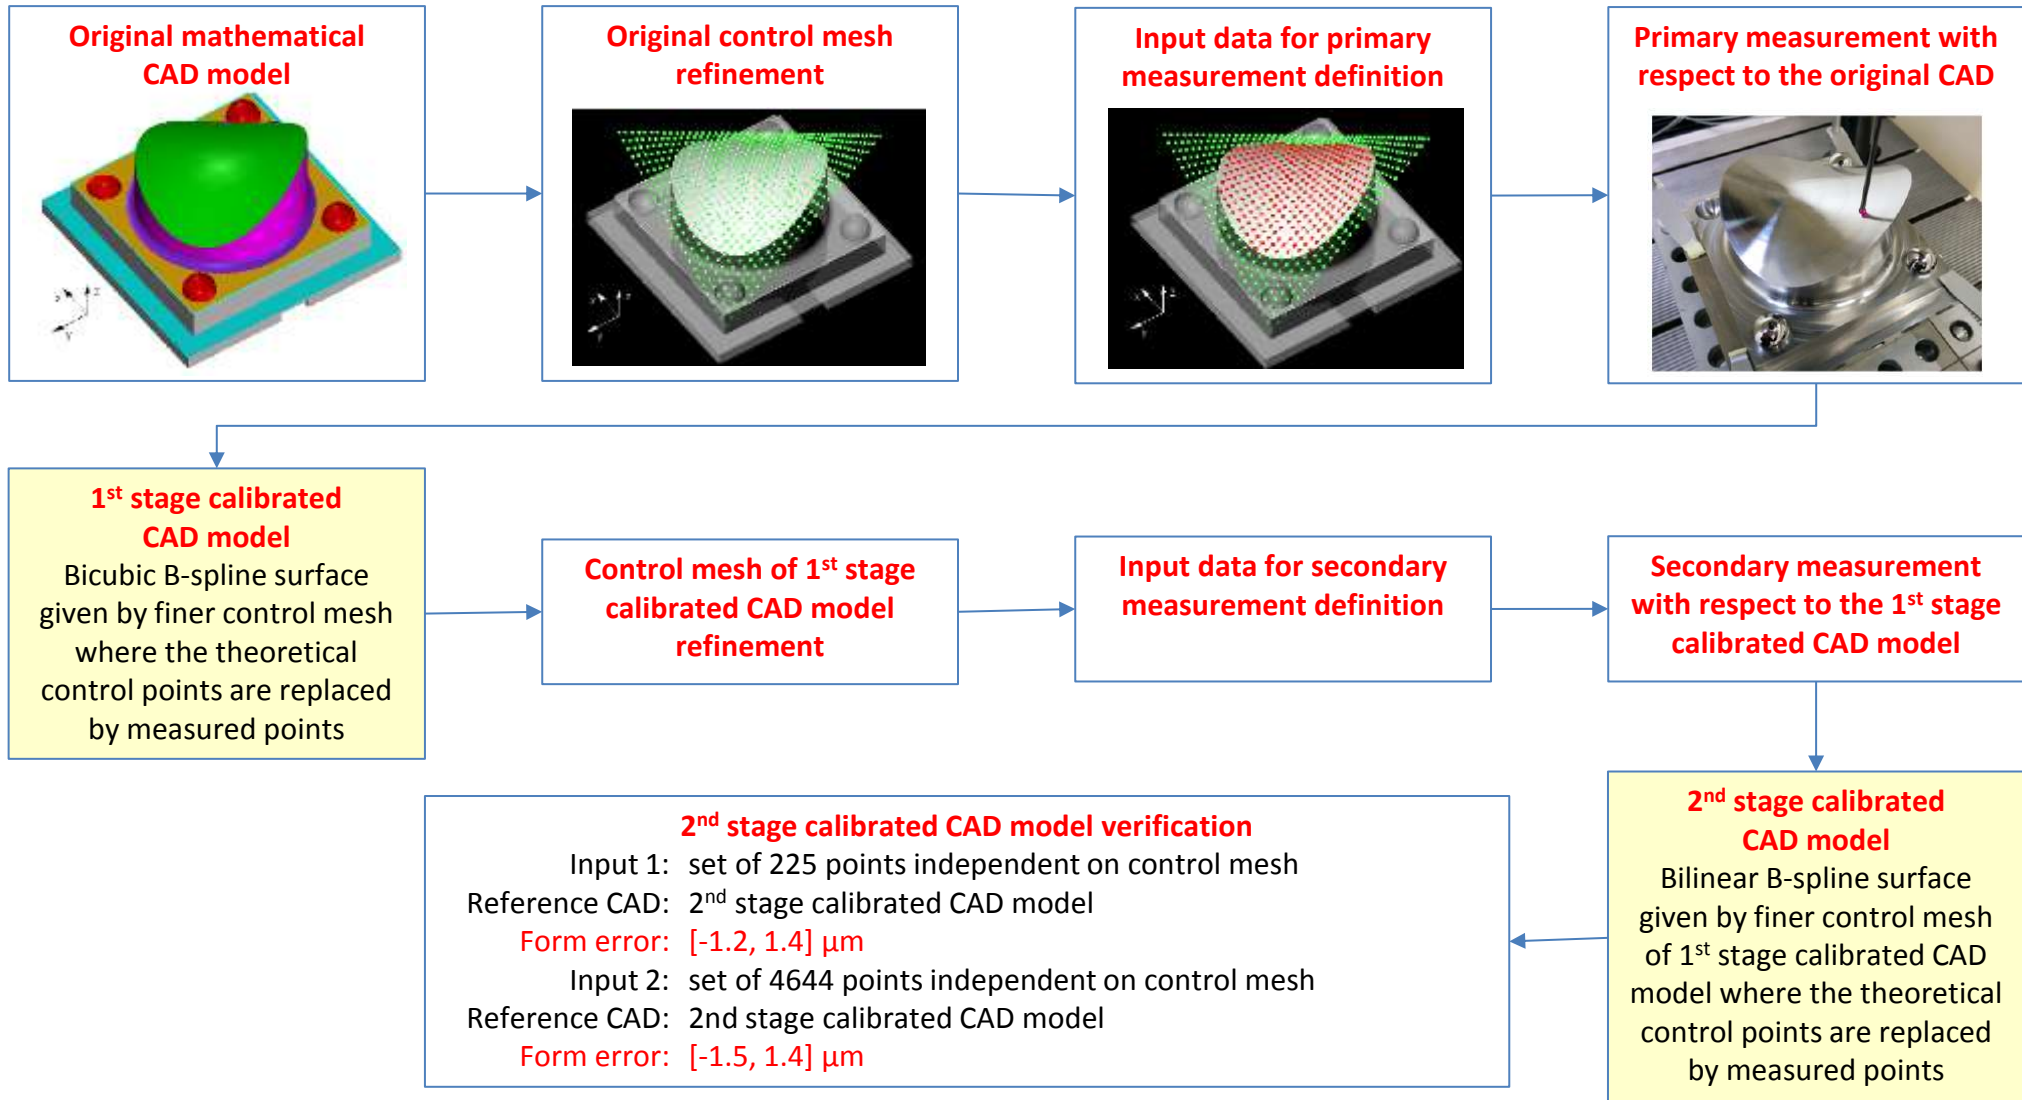 Original mathematical
CAD model
Original control mesh
refinement
Input data for primary
measurement definition
Primary measurement with
respect to the original CAD
1st stage calibrated
CAD model
Bicubic B-spline surface
given by finer control mesh
where the theoretical
control points are replaced
by measured points
Control mesh of 1st stage
calibrated CAD model
refinement
Input data for secondary
measurement definition
Secondary measurement
with respect to the 1st stage
calibrated CAD model
2nd stage calibrated
CAD model
Bilinear B-spline surface
given by finer control mesh
of 1st stage calibrated CAD
model where the theoretical
control points are replaced
by measured points
2nd stage calibrated CAD model verification
Input 1: set of 225 points independent on control mesh
Reference CAD: 2nd stage calibrated CAD model
Form error: [-1.2, 1.4] µm
Input 2: set of 4644 points independent on control mesh
Reference CAD: 2nd stage calibrated CAD model
Form error: [-1.5, 1.4] µm